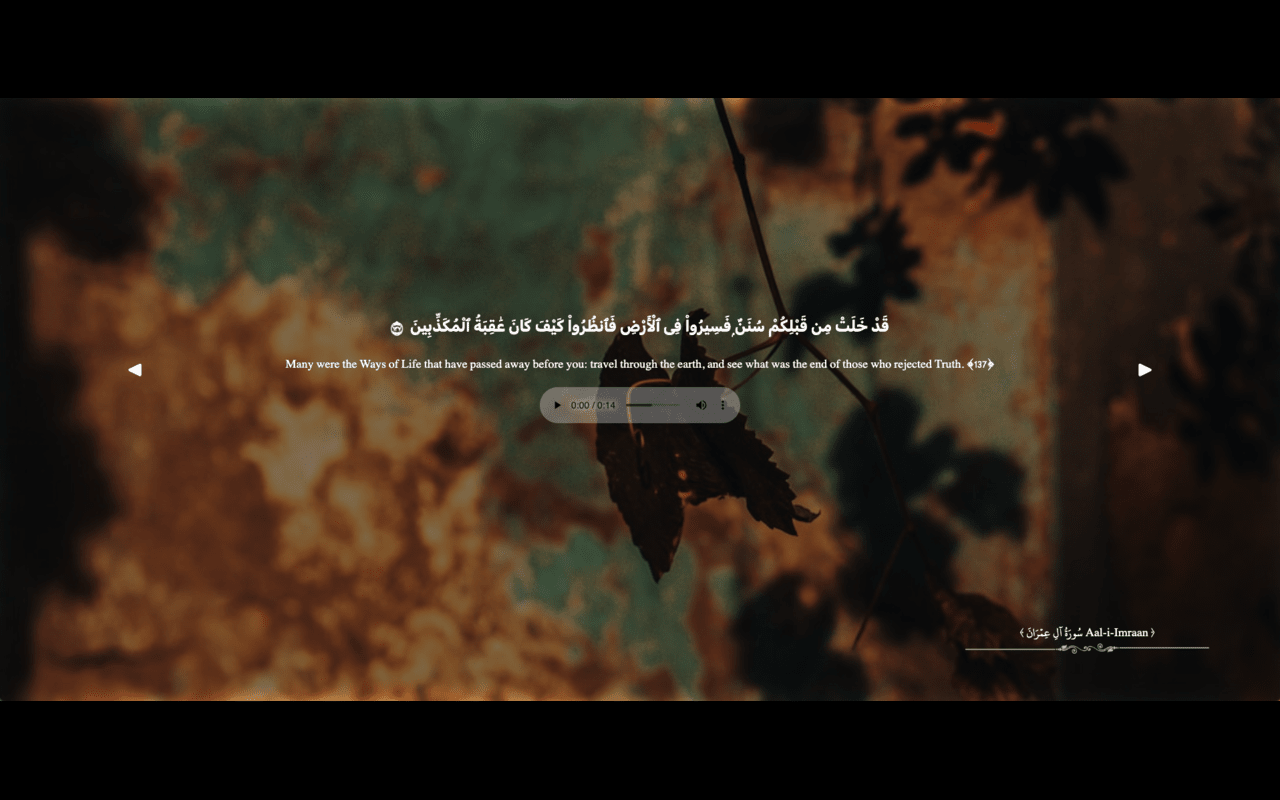 قَدْ خَلَتْ مِن قَبْلِكُمْ سُنَنٌ فَسِيرُوا۟ فِى ٱلْأَرْضِ فَٱنظُرُوا۟ كَيْفَ كَانَ عَٰقِبَةُ ٱلْمُكَذِّبِينَ
Many were the Ways of Life that have passed away before you: travel through the earth, and see what was the end of those who rejected Truth. ﴾137﴿
0:00 / 0:14
﴾ سُورَةُ آلِ عِمۡرَانَ Aal-i-Imraan ﴿